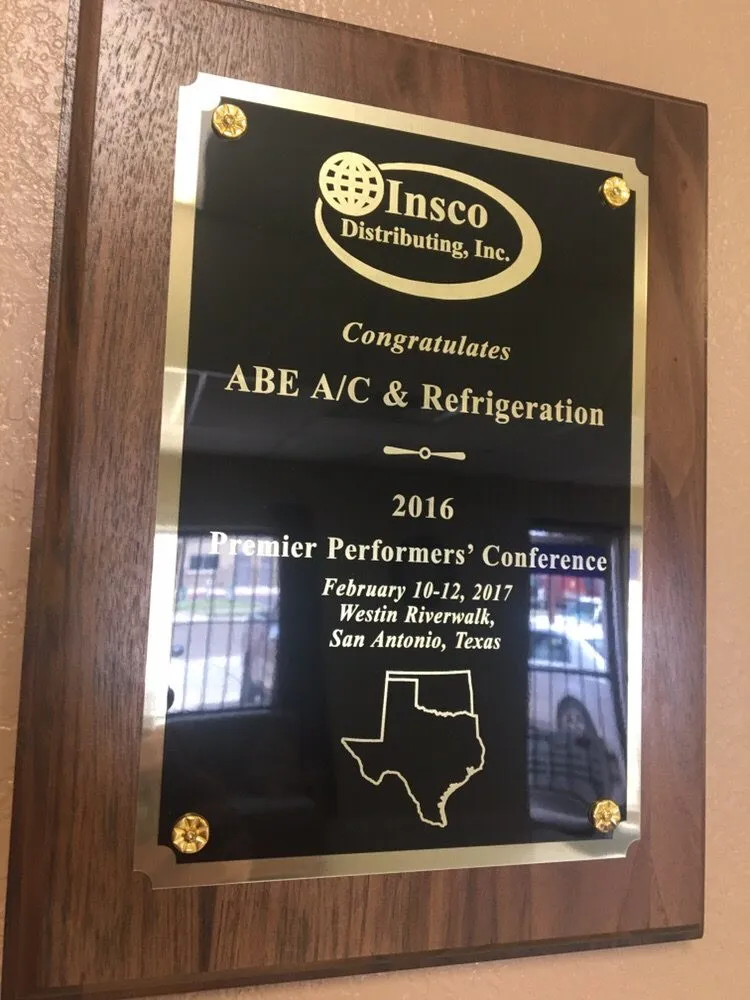 Insco
Distributing, Inc.
Congratulates
ABE A/C & Refrigeration
2016
Premier Performers' Conference
February 10-12, 2017
Westin Riverwalk,
San Antonio, Texas